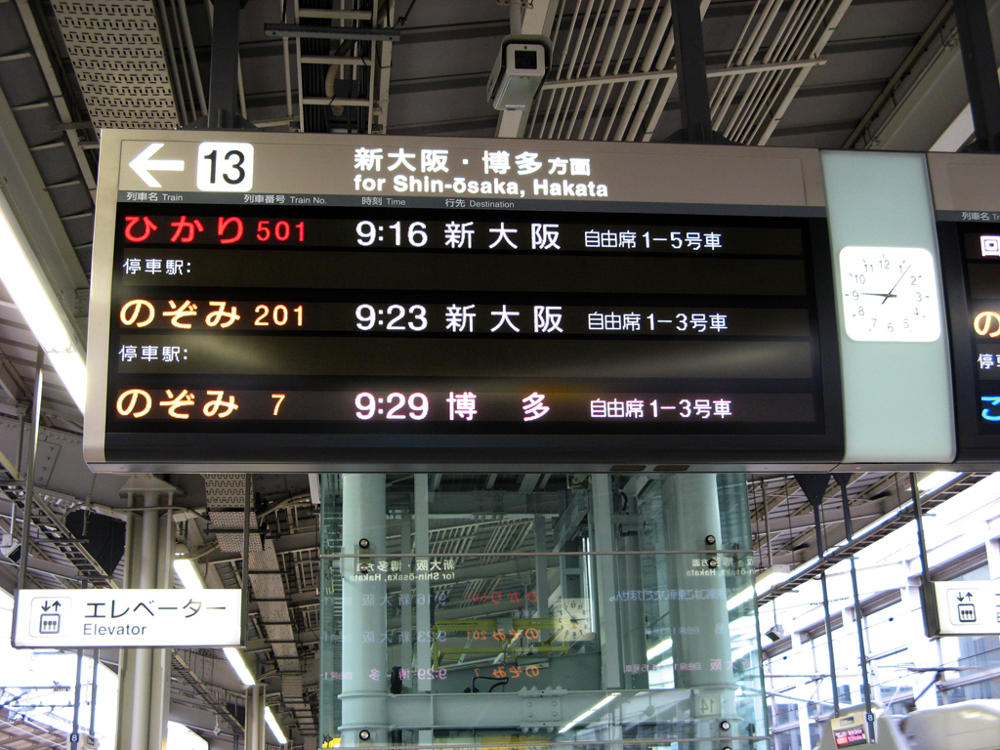 ← 13 新大阪・博多方面
for Shin-ōsaka, Hakata
列車名 Train 列車番号 Train No. 時刻 Time 行先 Destination
ひかり 501 9:16 新大阪 自由席1-5号車
停車駅:
のぞみ 201 9:23 新大阪 自由席1-3号車
停車駅:
のぞみ 7 9:29 博多 自由席1-3号車
エレベーター
Elevator